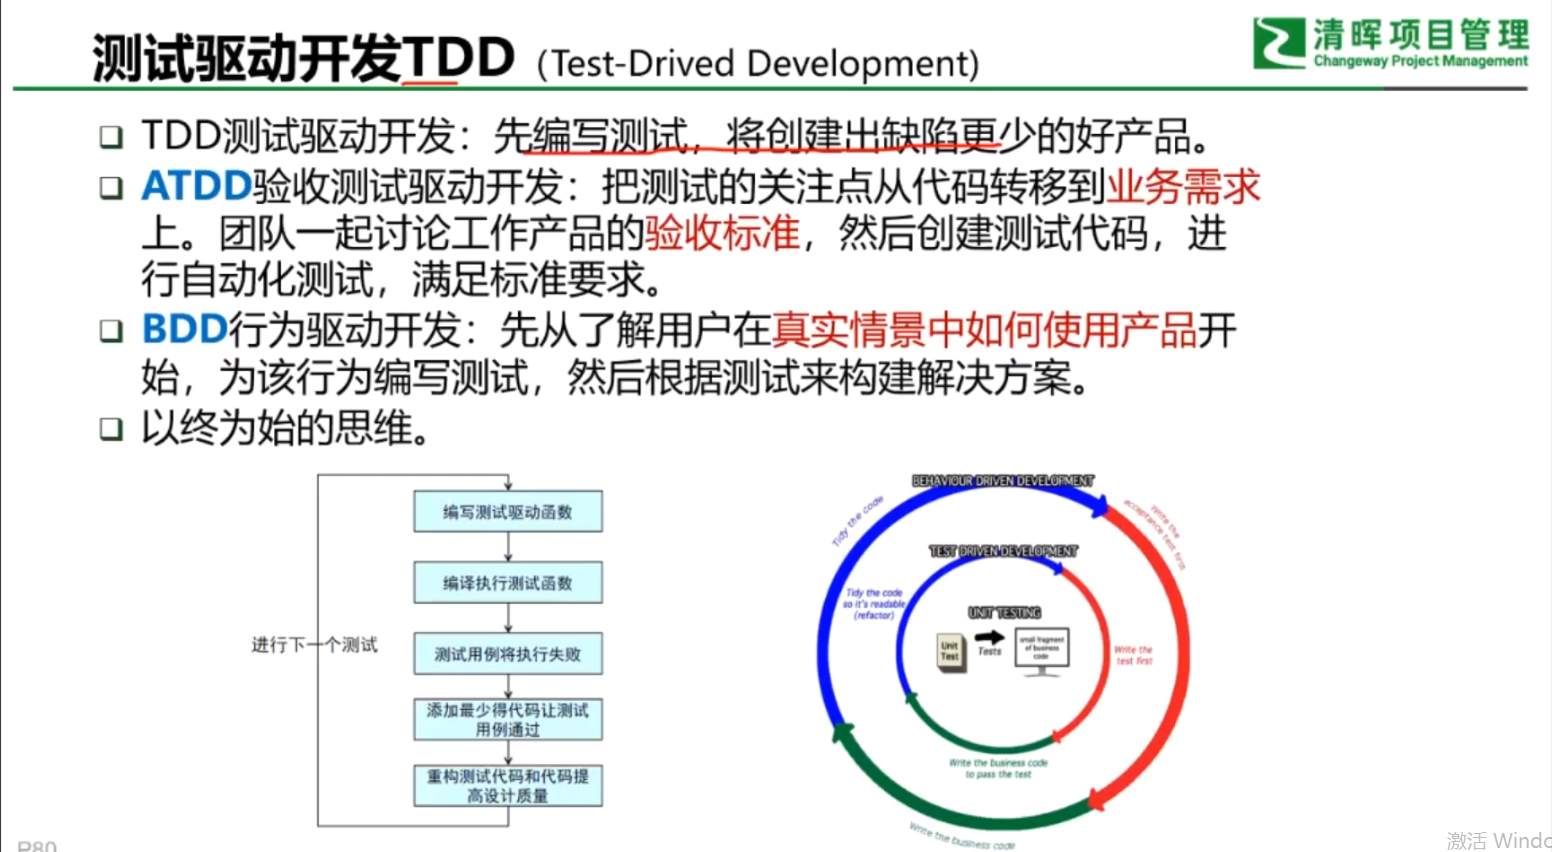 测试驱动开发TDD（Test-Drived Development)
清晖项目管理
Changeway Project Management
TDD测试驱动开发：先编写测试，将创建出缺陷更少的好产品。
ATDD验收测试驱动开发：把测试的关注点从代码转移到业务需求
上。团队一起讨论工作产品的验收标准，然后创建测试代码，进
行自动化测试，满足标准要求。
BDD行为驱动开发：先从了解用户在真实情景中如何使用产品开
始，为该行为编写测试，然后根据测试来构建解决方案。
以终为始的思维。
编写测试驱动函数
编译执行测试函数
测试用例将执行失败
添加最少得代码让测试
用例通过
重构测试代码和代码提
高设计质量
进行下一个测试
BEHAVIOUR DRIVEN DEVELOPMENT
Tidy the code
Write the
acceptance test first
TEST DRIVEN DEVELOPMENT
Tidy the code
so it's readable
(refactor)
UNIT TESTING
Unit
Test
Tests
small fragment
of business
code
Write the
test first
Write the business code
to pass the test
Write the business code
P80
激活 Windo